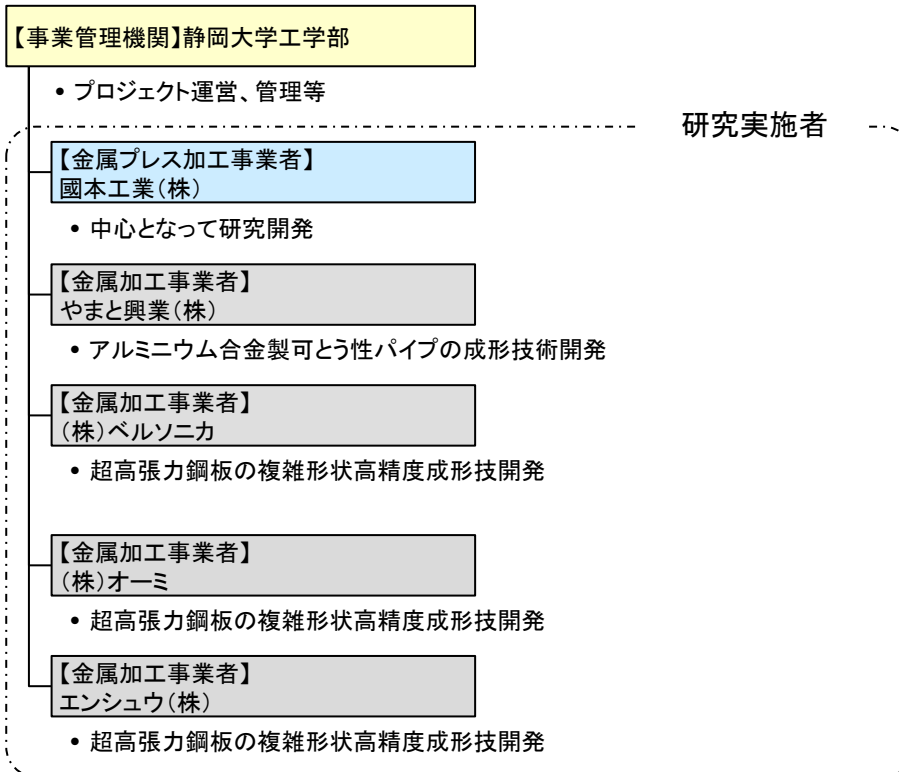 【事業管理機関】静岡大学工学部
• プロジェクト運営、管理等
研究実施者
【金属プレス加工事業者】
國本工業(株)
• 中心となって研究開発
【金属加工事業者】
やまと興業(株)
• アルミニウム合金製可とう性パイプの成形技術開発
【金属加工事業者】
(株)ベルソニカ
• 超高張力鋼板の複雑形状高精度成形技開発
【金属加工事業者】
(株)オーミ
• 超高張力鋼板の複雑形状高精度成形技開発
【金属加工事業者】
エンシュウ(株)
• 超高張力鋼板の複雑形状高精度成形技開発